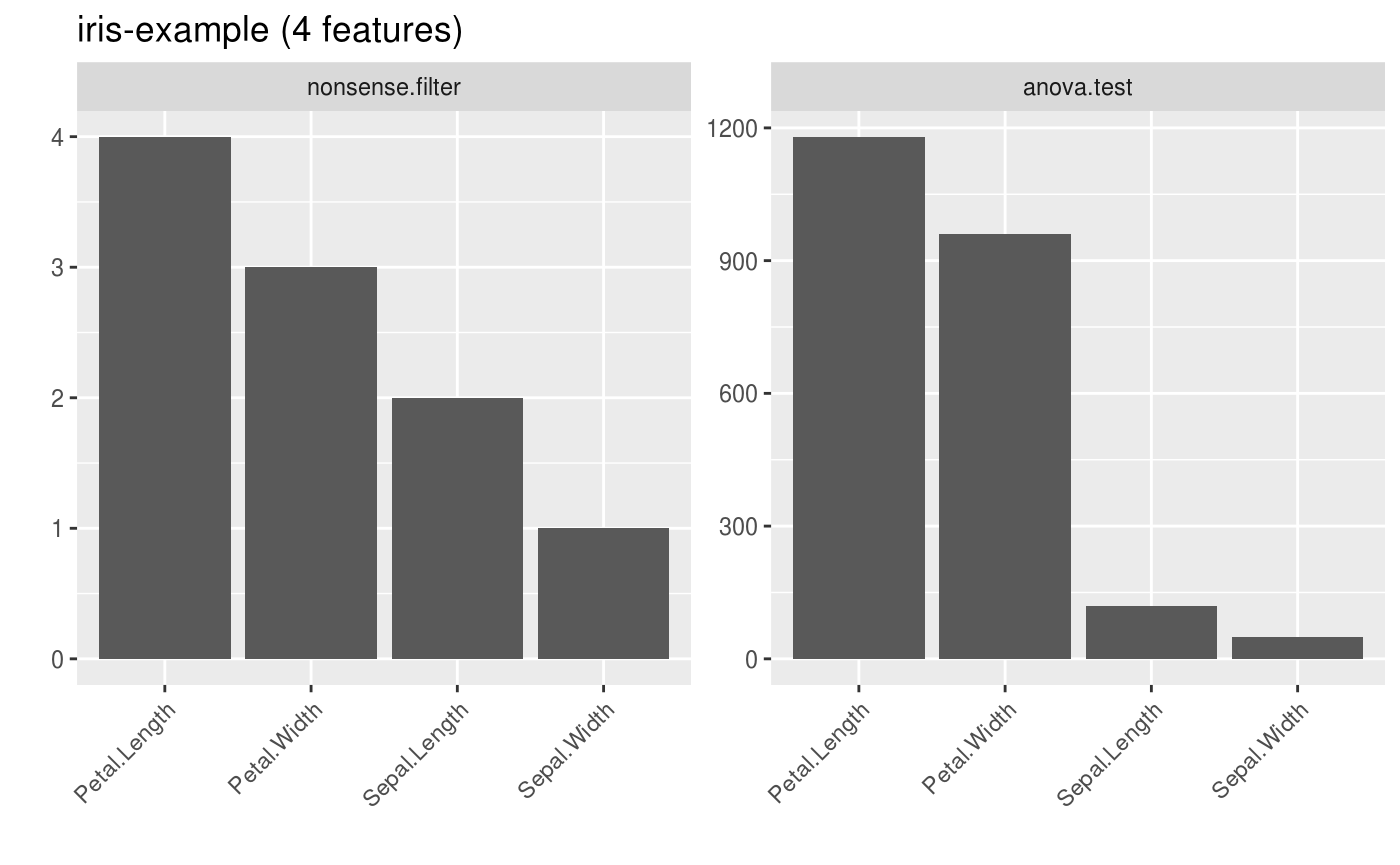 iris-example (4 features)
nonsense.filter
4
3
2
1
0
Petal.Length
Petal.Width
Sepal.Length
Sepal.Width
anova.test
1200
900
600
300
0
Petal.Length
Petal.Width
Sepal.Length
Sepal.Width